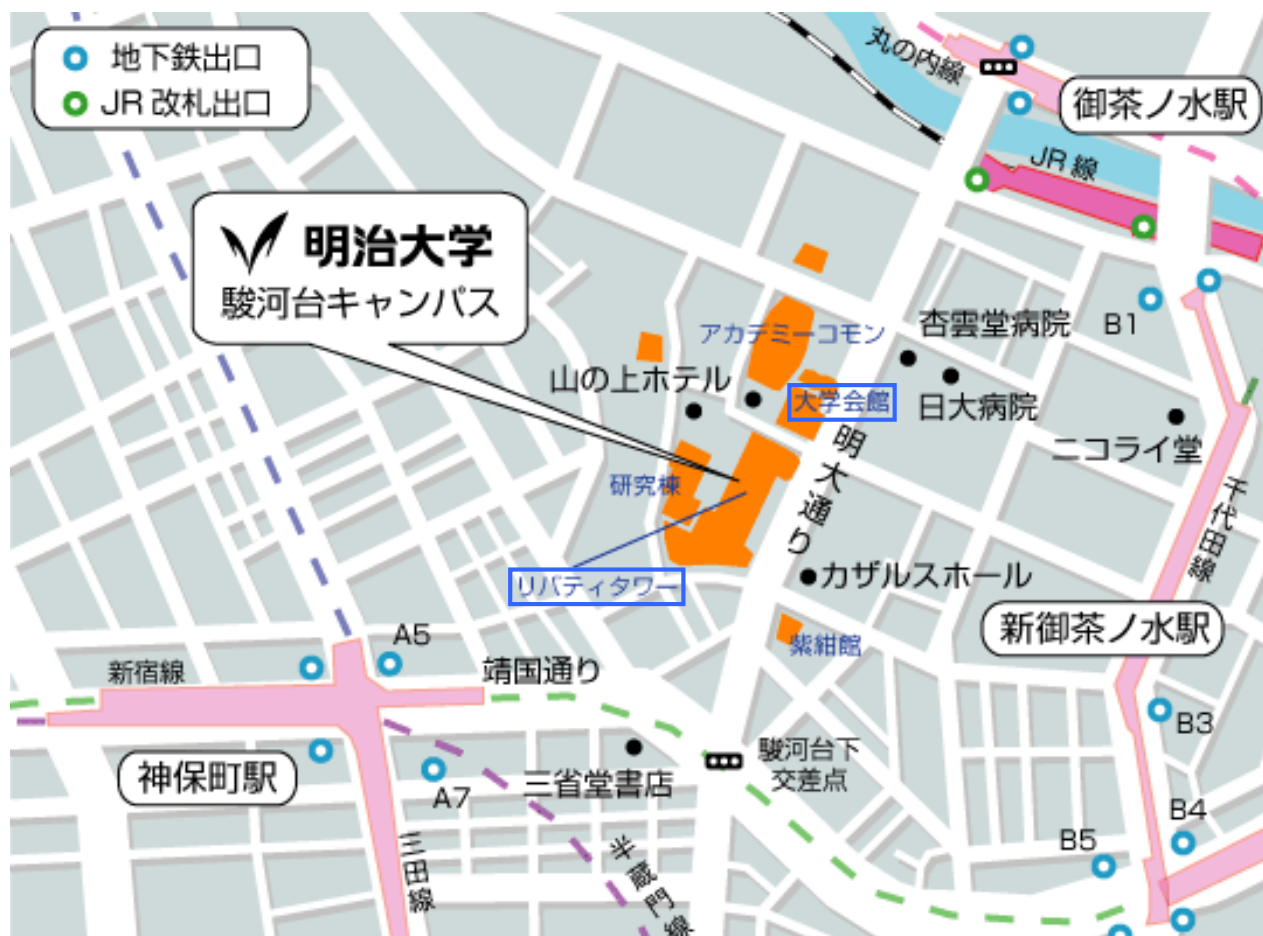 地下鉄出口
JR 改札出口
丸の内線
御茶ノ水駅
JR 線
明治大学
駿河台キャンパス
アカデミーコモン
杏雲堂病院
B1
山の上ホテル
大学会館
日大病院
ニコライ堂
明大通り
研究棟
千代田線
リバティタワー
カザルスホール
新御茶ノ水駅
紫紺館
A5
新宿線
靖国通り
B3
神保町駅
A7
三省堂書店
駿河台下
交差点
B4
B5
三田線
半蔵門線